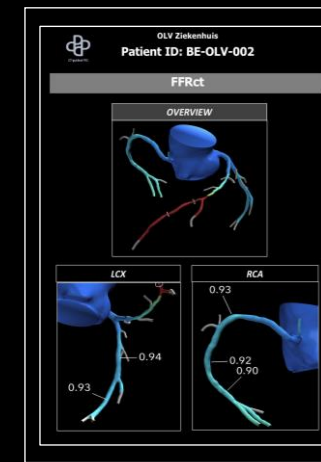 OLV Ziekenhuis
Patient ID: BE-OLV-002
FFRct
OVERVIEW
LCX
0.94
0.93
RCA
0.93
0.92
0.90